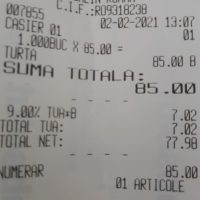 007855
C.I.F.:RO9318238
CASIER 01 02-02-2021 13:07
01
1.000BUC X 85.00 =
TURTA 85.00 B
SUMA TOTALA:
85.00
- - - -
9.00% TVA*B 7.02
TOTAL TVA: 7.02
TOTAL NET: 77.98
- - - -
NUMERAR 85.00
01 ARTICOLE